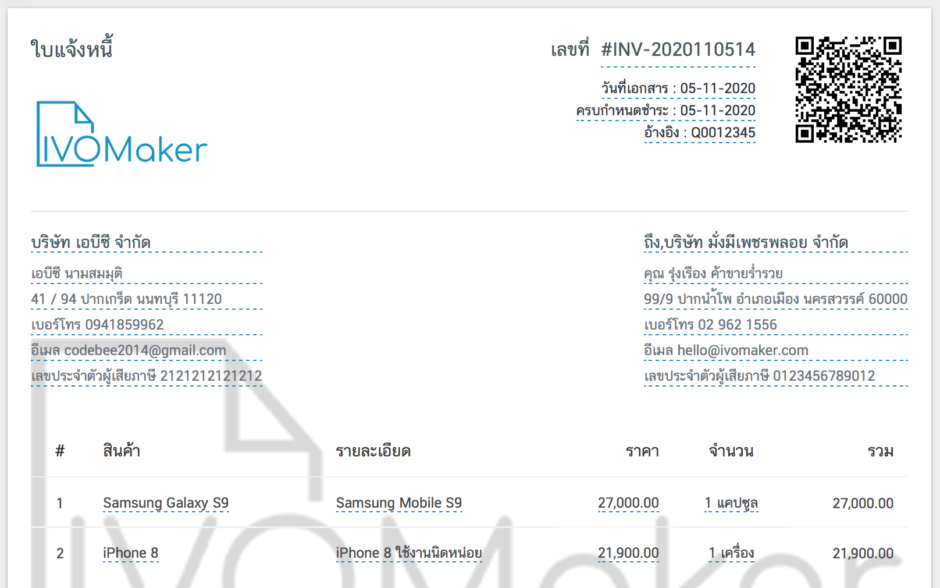 ใบแจ้งหนี้
เลขที่ #INV-2020110514
วันที่เอกสาร : 05-11-2020
ครบกำหนดชำระ : 05-11-2020
อ้างอิง : Q0012345
IVOMaker
บริษัท เอบีซี จำกัด
เอบีซี นามสมมุติ
41 / 94 ปากเกร็ด นนทบุรี 11120
เบอร์โทร 0941859962
อีเมล codebee2014@gmail.com
เลขประจำตัวผู้เสียภาษี 2121212121212
ถึง,บริษัท มั่งมีเพชรพลอย จำกัด
คุณ รุ่งเรือง ค้าขายร่ำรวย
99/9 ปากน้ำโพ อำเภอเมือง นครสวรรค์ 60000
เบอร์โทร 02 962 1556
อีเมล hello@ivomaker.com
เลขประจำตัวผู้เสียภาษี 0123456789012
# สินค้า รายละเอียด ราคา จำนวน รวม
1 Samsung Galaxy S9 Samsung Mobile S9 27,000.00 1 แคปซูล 27,000.00
2 iPhone 8 iPhone 8 ใช้งานนิดหน่อย 21,900.00 1 เครื่อง 21,900.00
IVOMaker